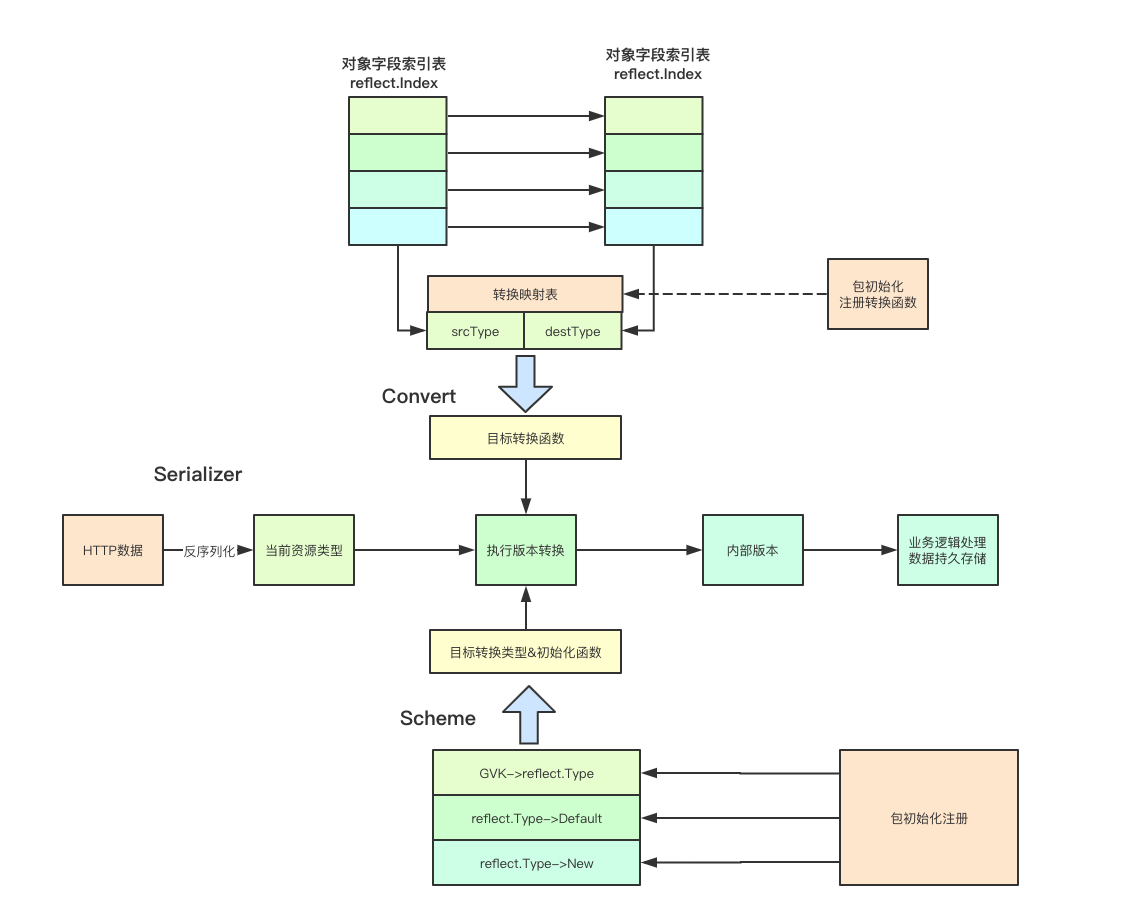 对象字段索引表
reflect.Index
对象字段索引表
reflect.Index
包初始化
注册转换函数
转换映射表
srcType
destType
Convert
目标转换函数
Serializer
HTTP数据
反序列化
当前资源类型
执行版本转换
内部版本
业务逻辑处理
数据持久存储
目标转换类型&初始化函数
Scheme
GVK->reflect.Type
reflect.Type->Default
reflect.Type->New
包初始化注册